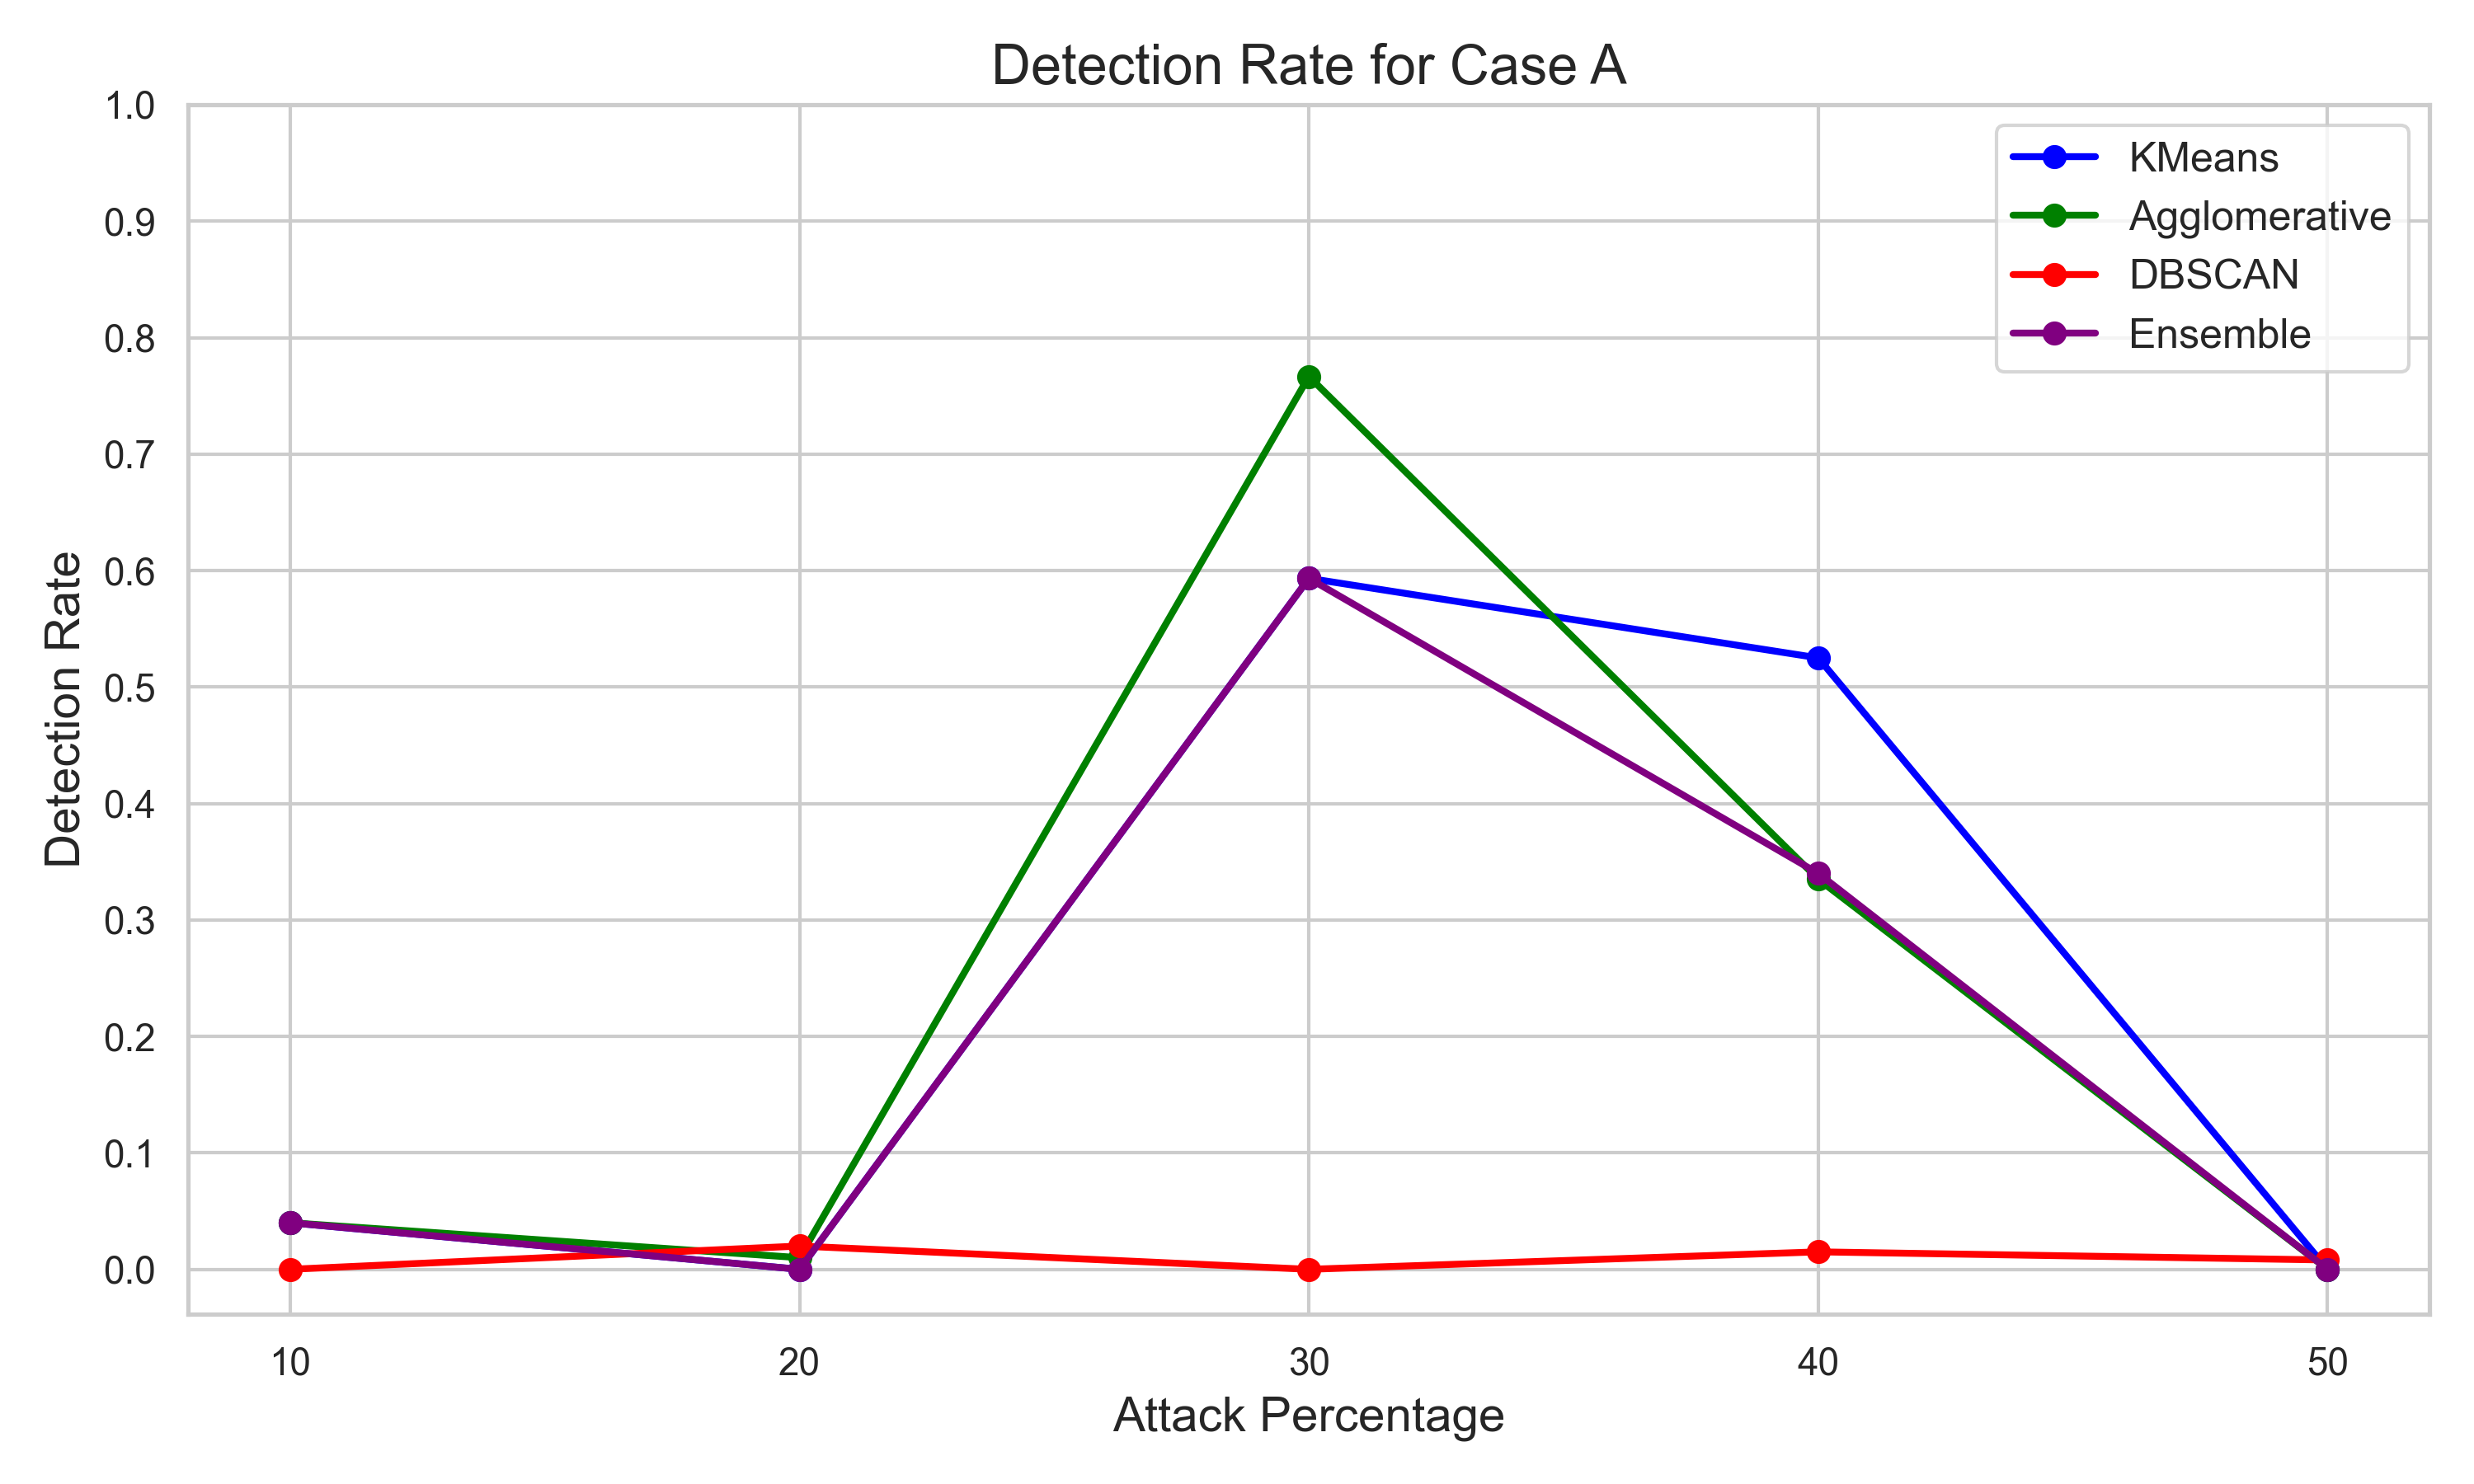 Detection Rate for Case A
1.0
0.9
0.8
0.7
0.6
0.5
0.4
0.3
0.2
0.1
0.0
Detection Rate
KMeans
Agglomerative
DBSCAN
Ensemble
10 20 30 40 50
Attack Percentage